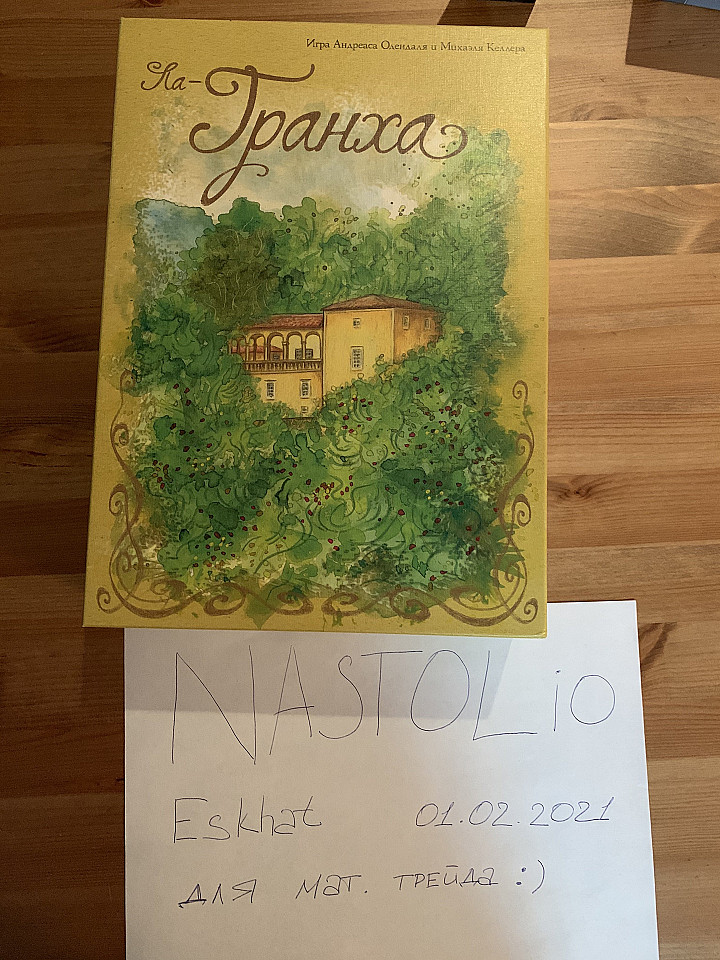 Игра Андреаса Олендаля и Михаэля Келлера
Ла-Гранха
NASTOLio
Eskhat 01.02.2021
для мат. трейда :)